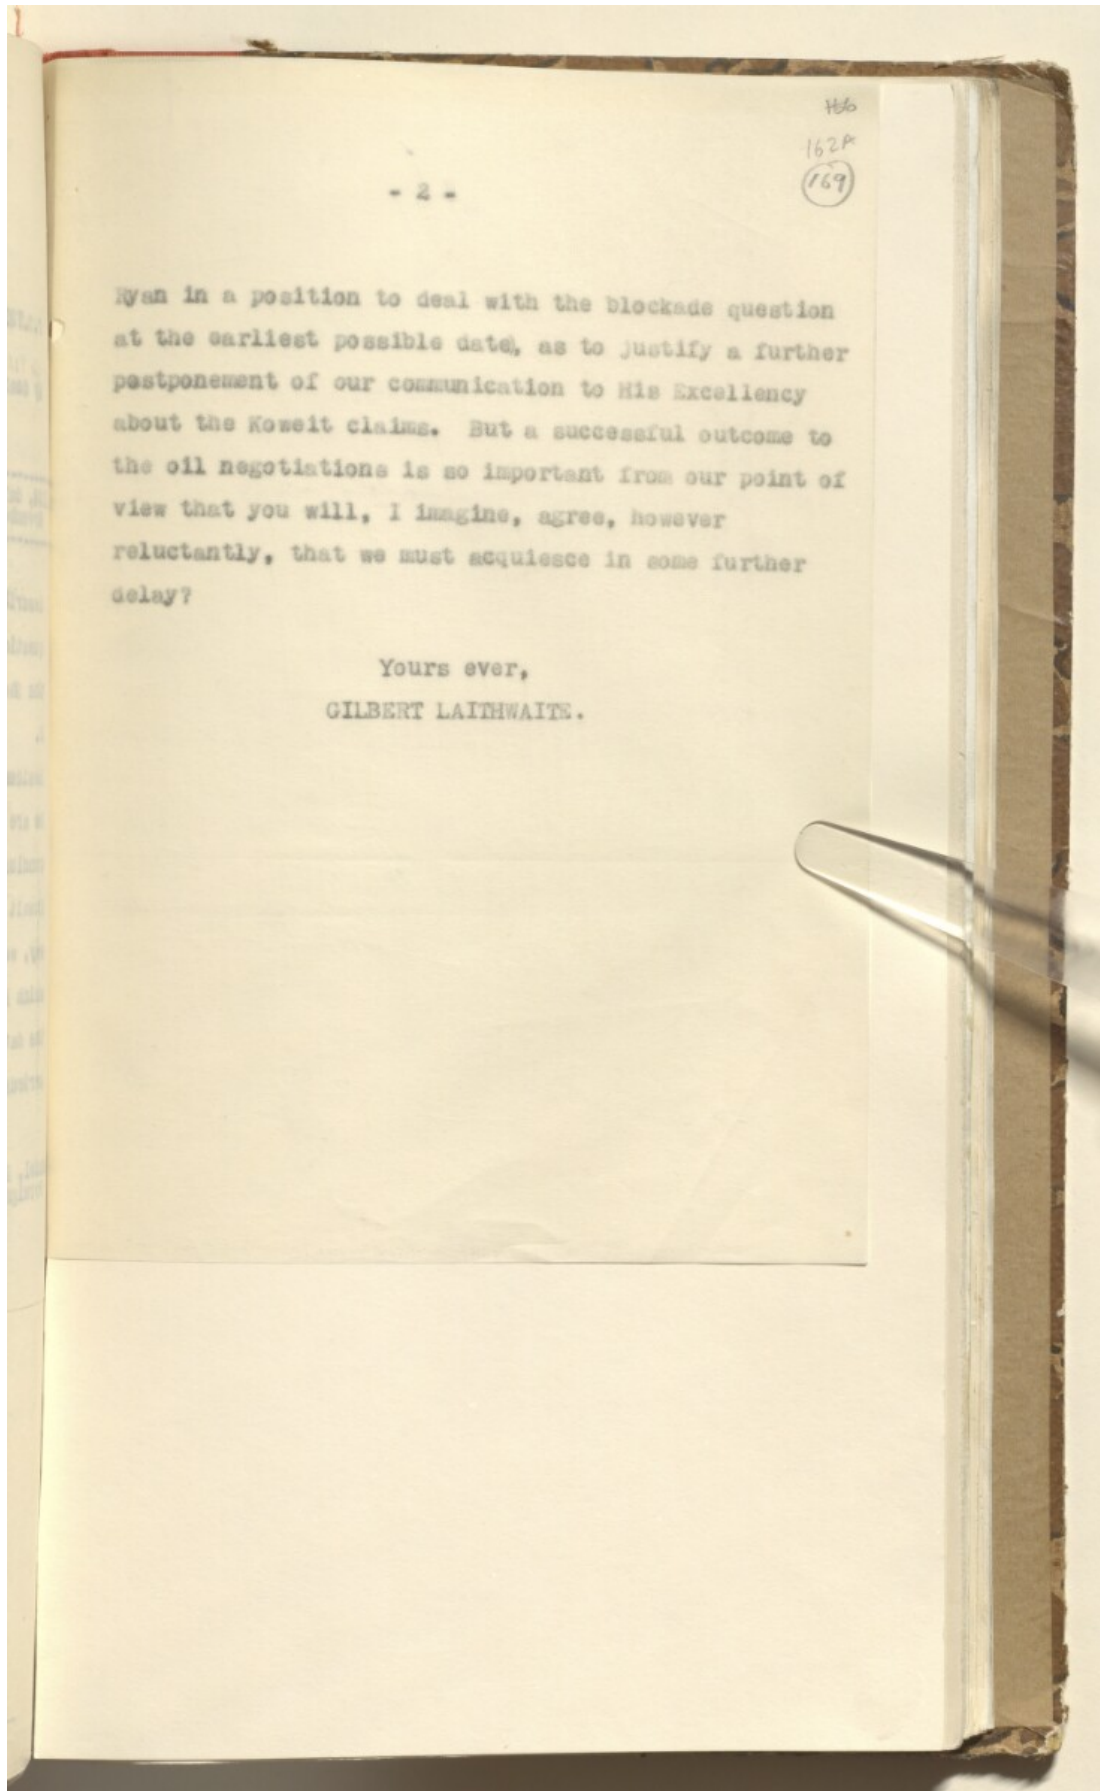 162A
169
- 2 -
Ryan in a position to deal with the blockade question
at the earliest possible date), as to justify a further
postponement of our communication to His Excellency
about the Koweit claims. But a successful outcome to
the oil negotiations is so important from our point of
view that you will, I imagine, agree, however
reluctantly, that we must acquiesce in some further
delay?
Yours ever,
GILBERT LAITHWAITE.